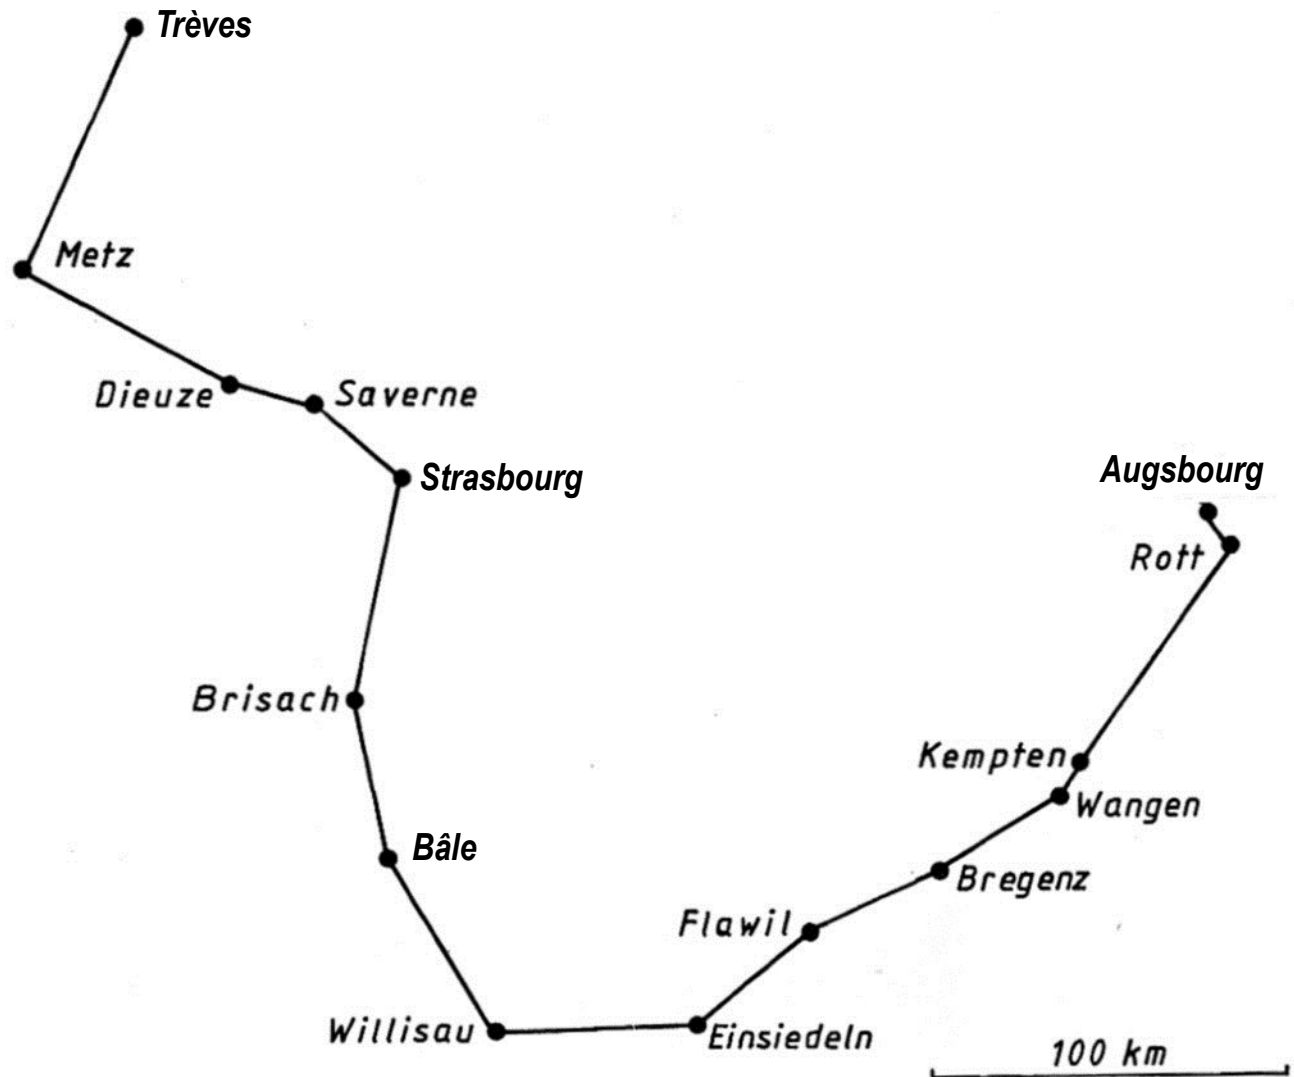 Trèves
Metz
Dieuze
Saverne
Strasbourg
Augsbourg
Rott
Brisach
Kempten
Wangen
Bâle
Bregenz
Flawil
Willisau
Einsiedeln
100 km